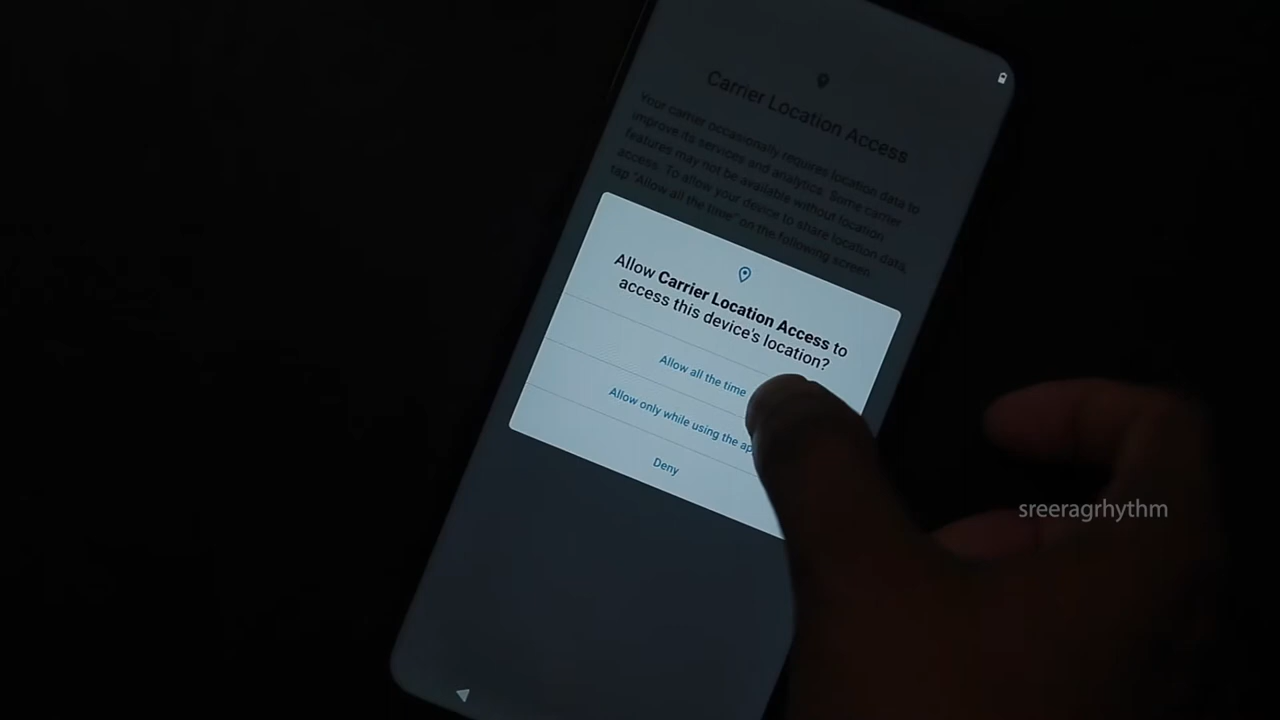 Carrier Location Access
Your carrier occasionally requires location data to
improve its services and analytics. Some carrier
features may not be available without location
access. To allow your device to share location data,
tap "Allow all the time" on the following screen.
Allow Carrier Location Access to
access this device's location?
Allow all the time
Allow only while using the ap
Deny
sreeragrhythm